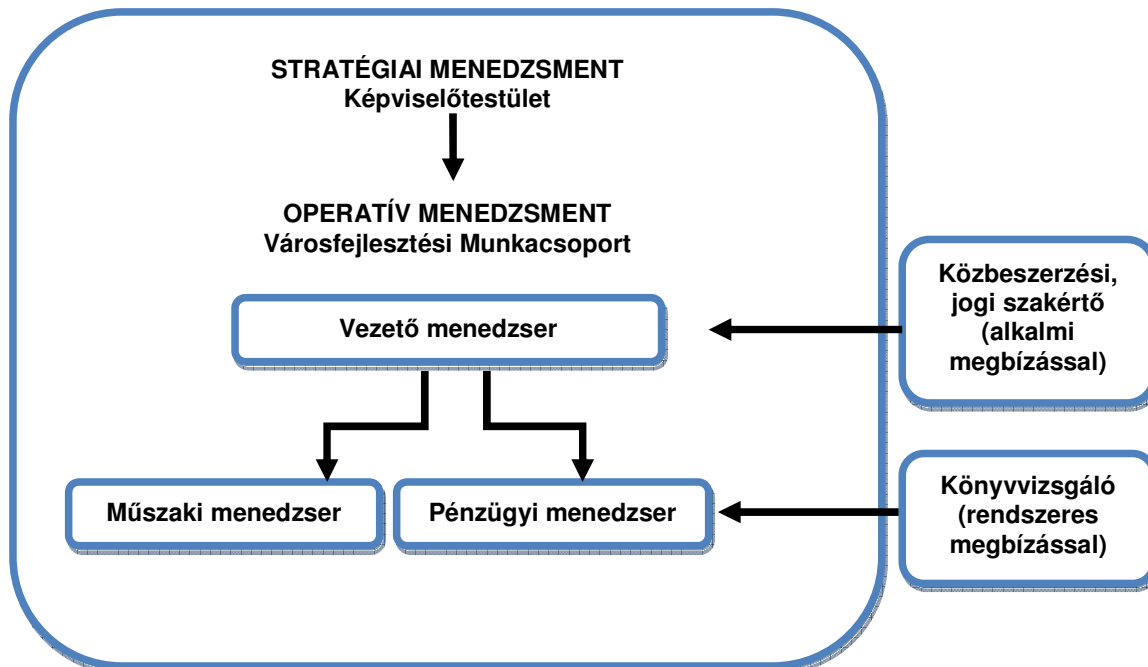 STRATÉGIAI MENEDZSMENT
Képviselőtestület
OPERATÍV MENEDZSMENT
Városfejlesztési Munkacsoport
Vezető menedzser
Közbeszerzési,
jogi szakértő
(alkalmi
megbízással)
Műszaki menedzser
Pénzügyi menedzser
Könyvvizsgáló
(rendszeres
megbízással)